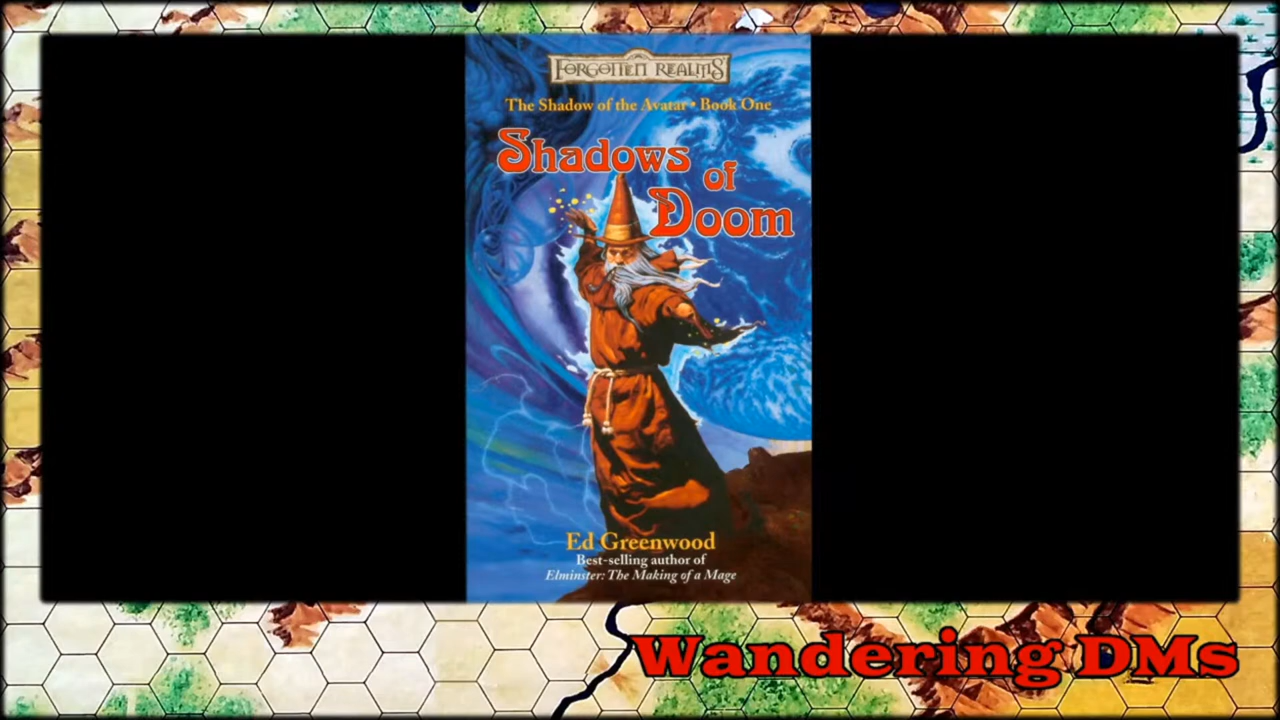 FORGOTTEN REALMS
The Shadow of the Avatar • Book One
Shadows
of
Doom
Ed Greenwood
Best-selling author of
Elminster: The Making of a Mage
Wandering DMs